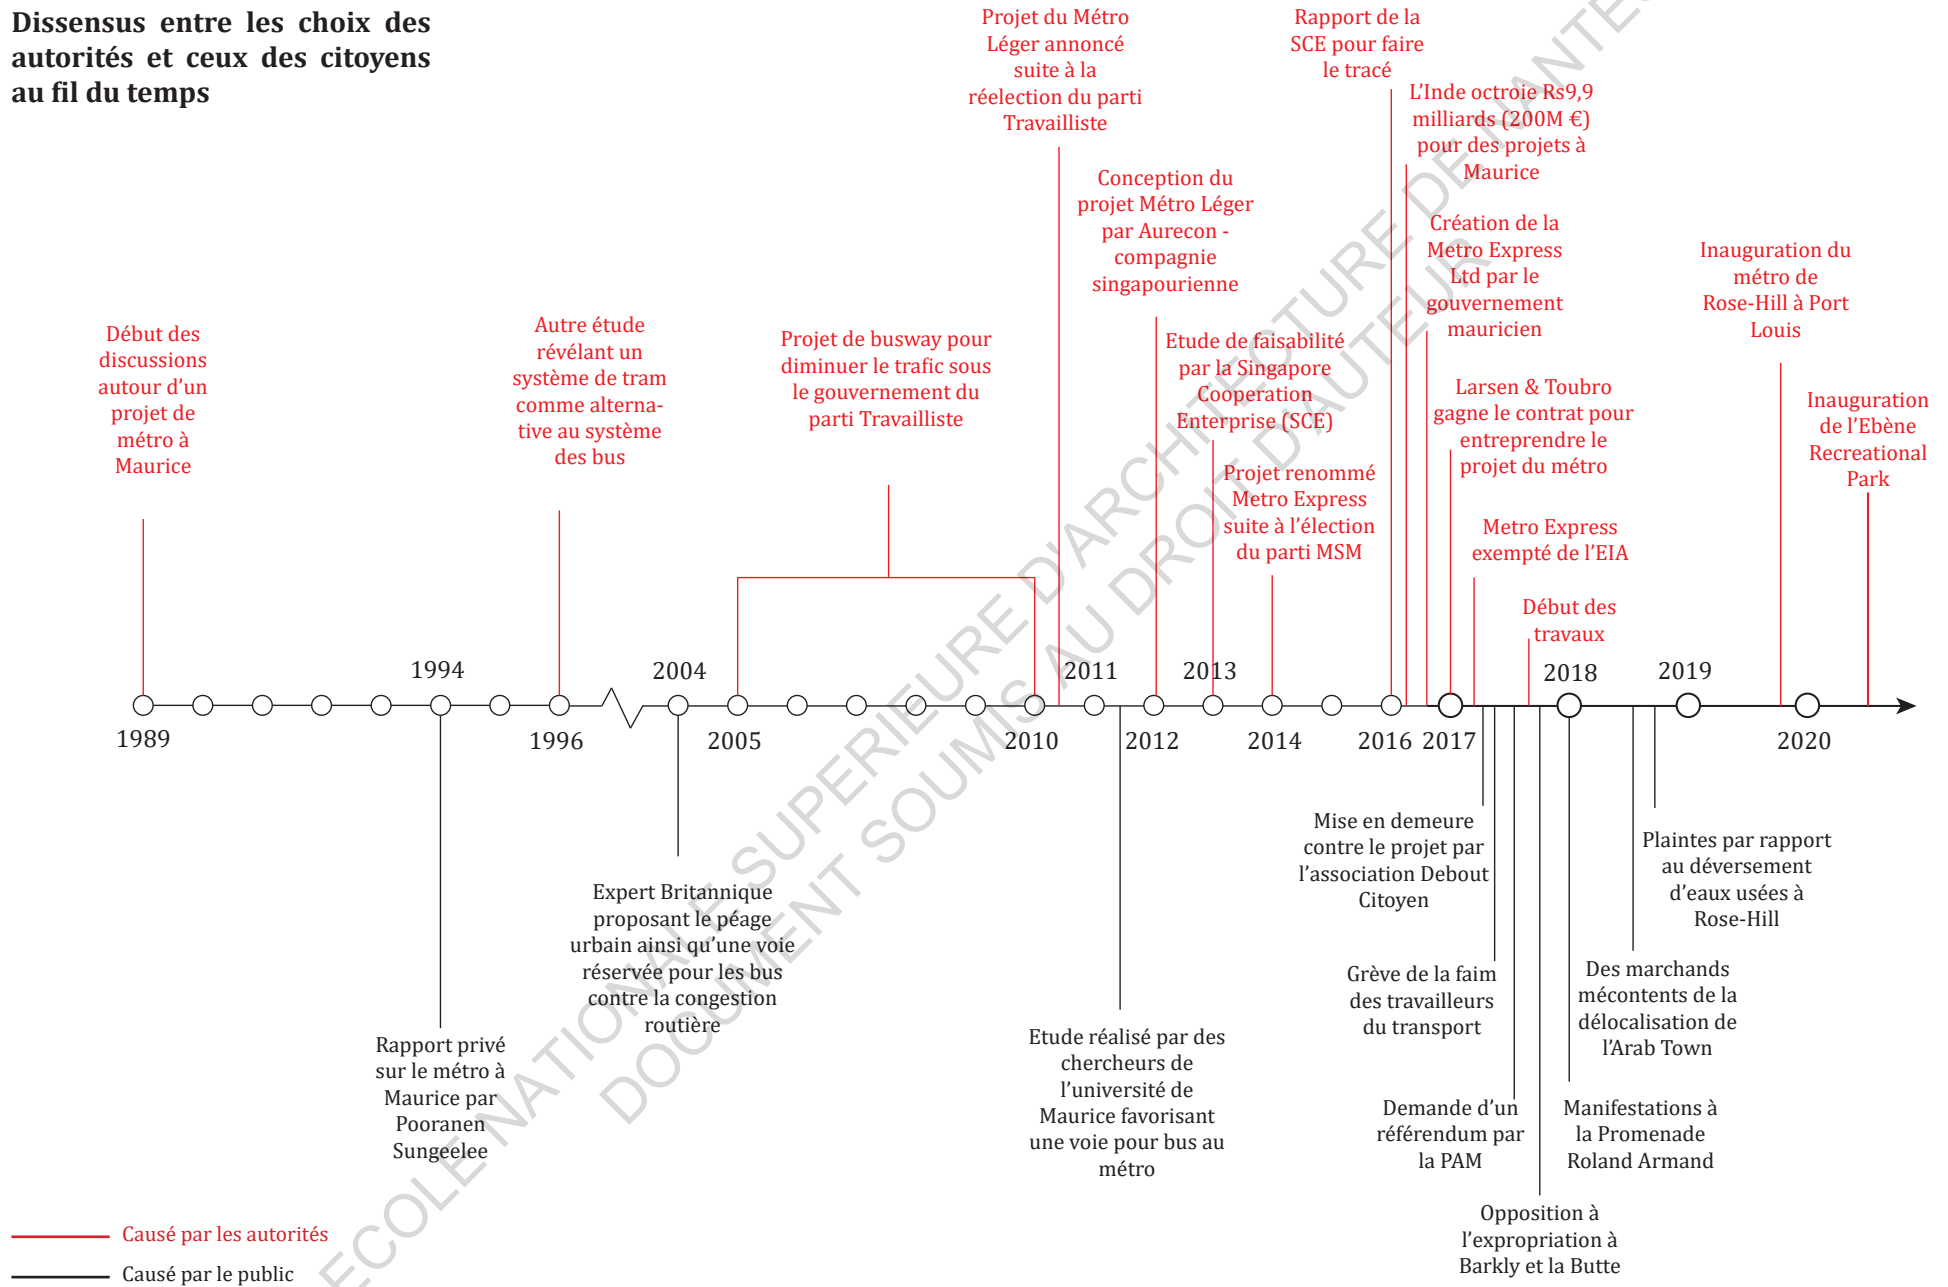 Dissensus entre les choix des
autorités et ceux des citoyens
au fil du temps
Début des
discussions
autour d'un
projet de
métro à
Maurice
Autre étude
révélant un
système de tram
comme alterna-
tive au système
des bus
Projet de busway pour
diminuer le trafic sous
le gouvernement du
parti Travailliste
Projet du Métro
Léger annoncé
suite à la
réelection du parti
Travailliste
Conception du
projet Métro Léger
par Aurecon -
compagnie
singapourienne
Etude de faisabilité
par la Singapore
Cooperation
Enterprise (SCE)
Projet renommé
Metro Express
suite à l'élection
du parti MSM
Rapport de la
SCE pour faire
le tracé
L'Inde octroie Rs9,9
milliards (200M €)
pour des projets à
Maurice
Création de la
Metro Express
Ltd par le
gouvernement
mauricien
Larsen & Toubro
gagne le contrat pour
entreprendre le
projet du métro
Metro Express
exempté de l'EIA
Début des
travaux
Inauguration du
métro de
Rose-Hill à Port
Louis
Inauguration
de l'Ebène
Recreational
Park
1989
1994
1996
2004
2005
2010
2011
2012
2013
2014
2016
2017
2018
2019
2020
Rapport privé
sur le métro à
Maurice par
Pooranen
Sungeelee
Expert Britannique
proposant le péage
urbain ainsi qu'une voie
réservée pour les bus
contre la congestion
routière
Etude réalisé par des
chercheurs de
l'université de
Maurice favorisant
une voie pour bus au
métro
Mise en demeure
contre le projet par
l'association Debout
Citoyen
Grève de la faim
des travailleurs
du transport
Demande d'un
référendum par
la PAM
Opposition à
l'expropriation à
Barkly et la Butte
Manifestations à
la Promenade
Roland Armand
Des marchands
mécontents de la
délocalisation de
l'Arab Town
Plaintes par rapport
au déversement
d'eaux usées à
Rose-Hill
Causé par les autorités
Causé par le public
ECOLE NATIONALE SUPERIEURE D'ARCHITECTURE DE NANTES
DOCUMENT SOUMIS AU DROIT D'AUTEUR